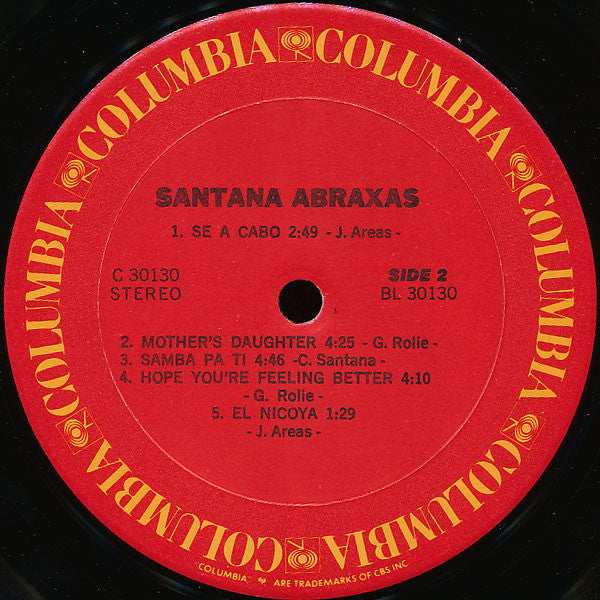 COLUMBIA COLUMBIA COLUMBIA COLUMBIA COLUMBIA COLUMBIA
SANTANA ABRAXAS
1. SE A CABO 2:49 - J. Areas -
C 30130 SIDE 2
STEREO BL 30130
2. MOTHER'S DAUGHTER 4:25 - G. Rolie -
3. SAMBA PA TI 4:46 -C. Santana -
4. HOPE YOU'RE FEELING BETTER 4:10
- G. Rolie -
5. EL NICOYA 1:29
- J. Areas -
"COLUMBIA," ARE TRADEMARKS OF CBS INC